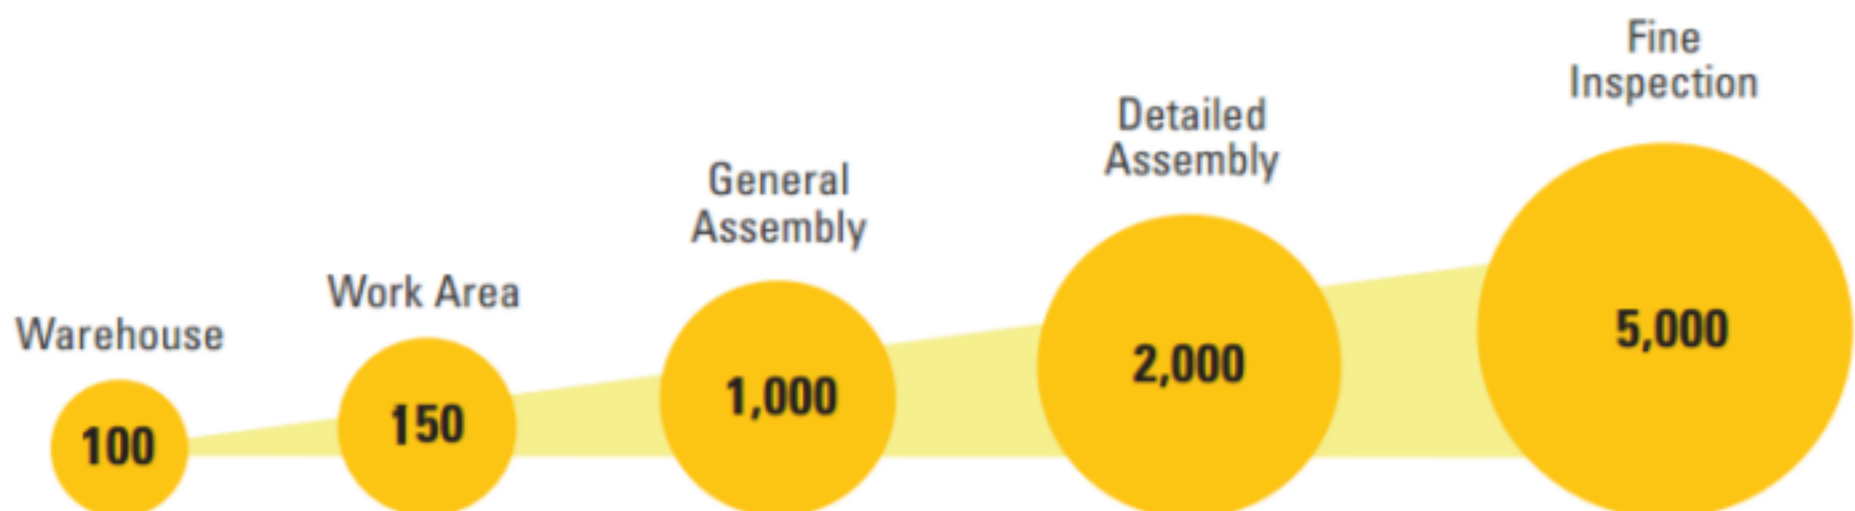 Warehouse
100
Work Area
150
General
Assembly
1,000
Detailed
Assembly
2,000
Fine
Inspection
5,000